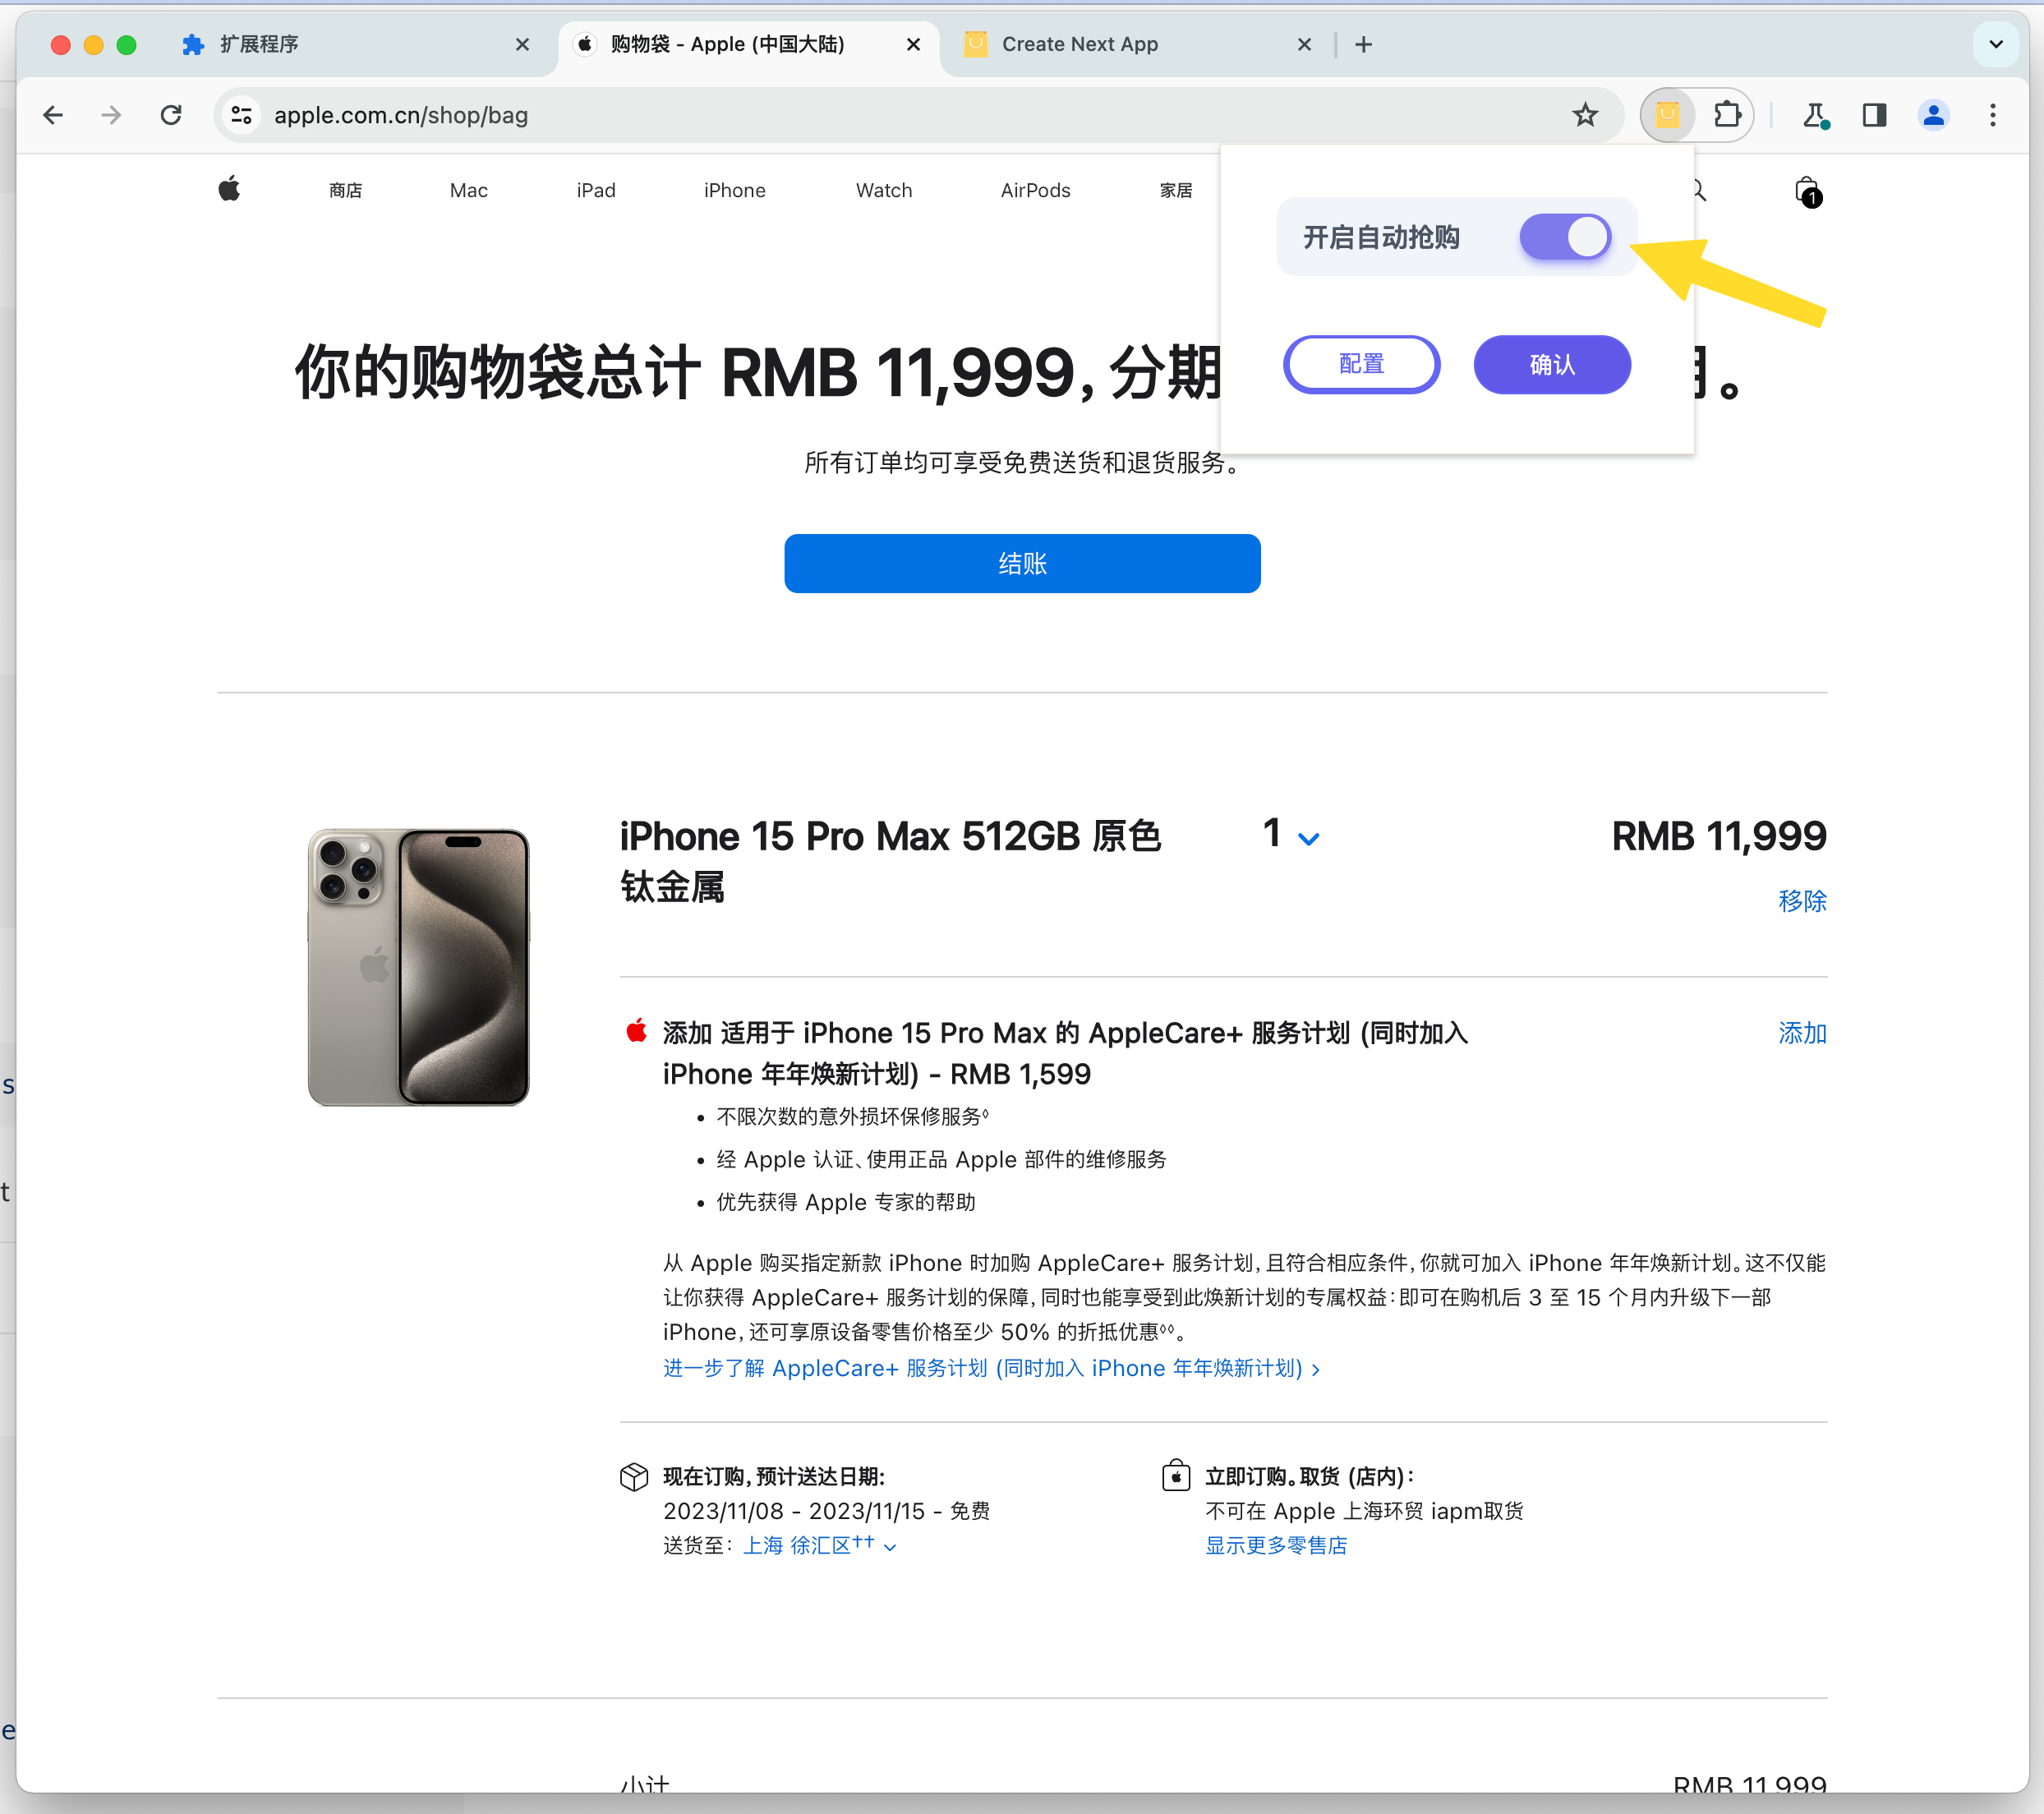 扩展程序
购物袋 - Apple (中国大陆)
Create Next App
apple.com.cn/shop/bag
商店
Mac
iPad
iPhone
Watch
AirPods
家居
1
开启自动抢购
配置
确认
你的购物袋总计 RMB 11,999，分期
。
所有订单均可享受免费送货和退货服务。
结账
iPhone 15 Pro Max 512GB 原色
钛金属
1
RMB 11,999
移除
添加 适用于 iPhone 15 Pro Max 的 AppleCare+ 服务计划 (同时加入
iPhone 年年焕新计划) - RMB 1,599
添加
• 不限次数的意外损坏保修服务◊
• 经 Apple 认证、使用正品 Apple 部件的维修服务
• 优先获得 Apple 专家的帮助
从 Apple 购买指定新款 iPhone 时加购 AppleCare+ 服务计划，且符合相应条件，你就可加入 iPhone 年年焕新计划。这不仅能
让你获得 AppleCare+ 服务计划的保障，同时也能享受到此焕新计划的专属权益：即可在购机后 3 至 15 个月内升级下一部
iPhone，还可享原设备零售价格至少 50% 的折抵优惠◊◊。
进一步了解 AppleCare+ 服务计划 (同时加入 iPhone 年年焕新计划) ›
现在订购，预计送达日期:
2023/11/08 - 2023/11/15 - 免费
送货至： 上海 徐汇区††
立即订购。取货 (店内)：
不可在 Apple 上海环贸 iapm取货
显示更多零售店
小计
RMB 11,999
s
t
e